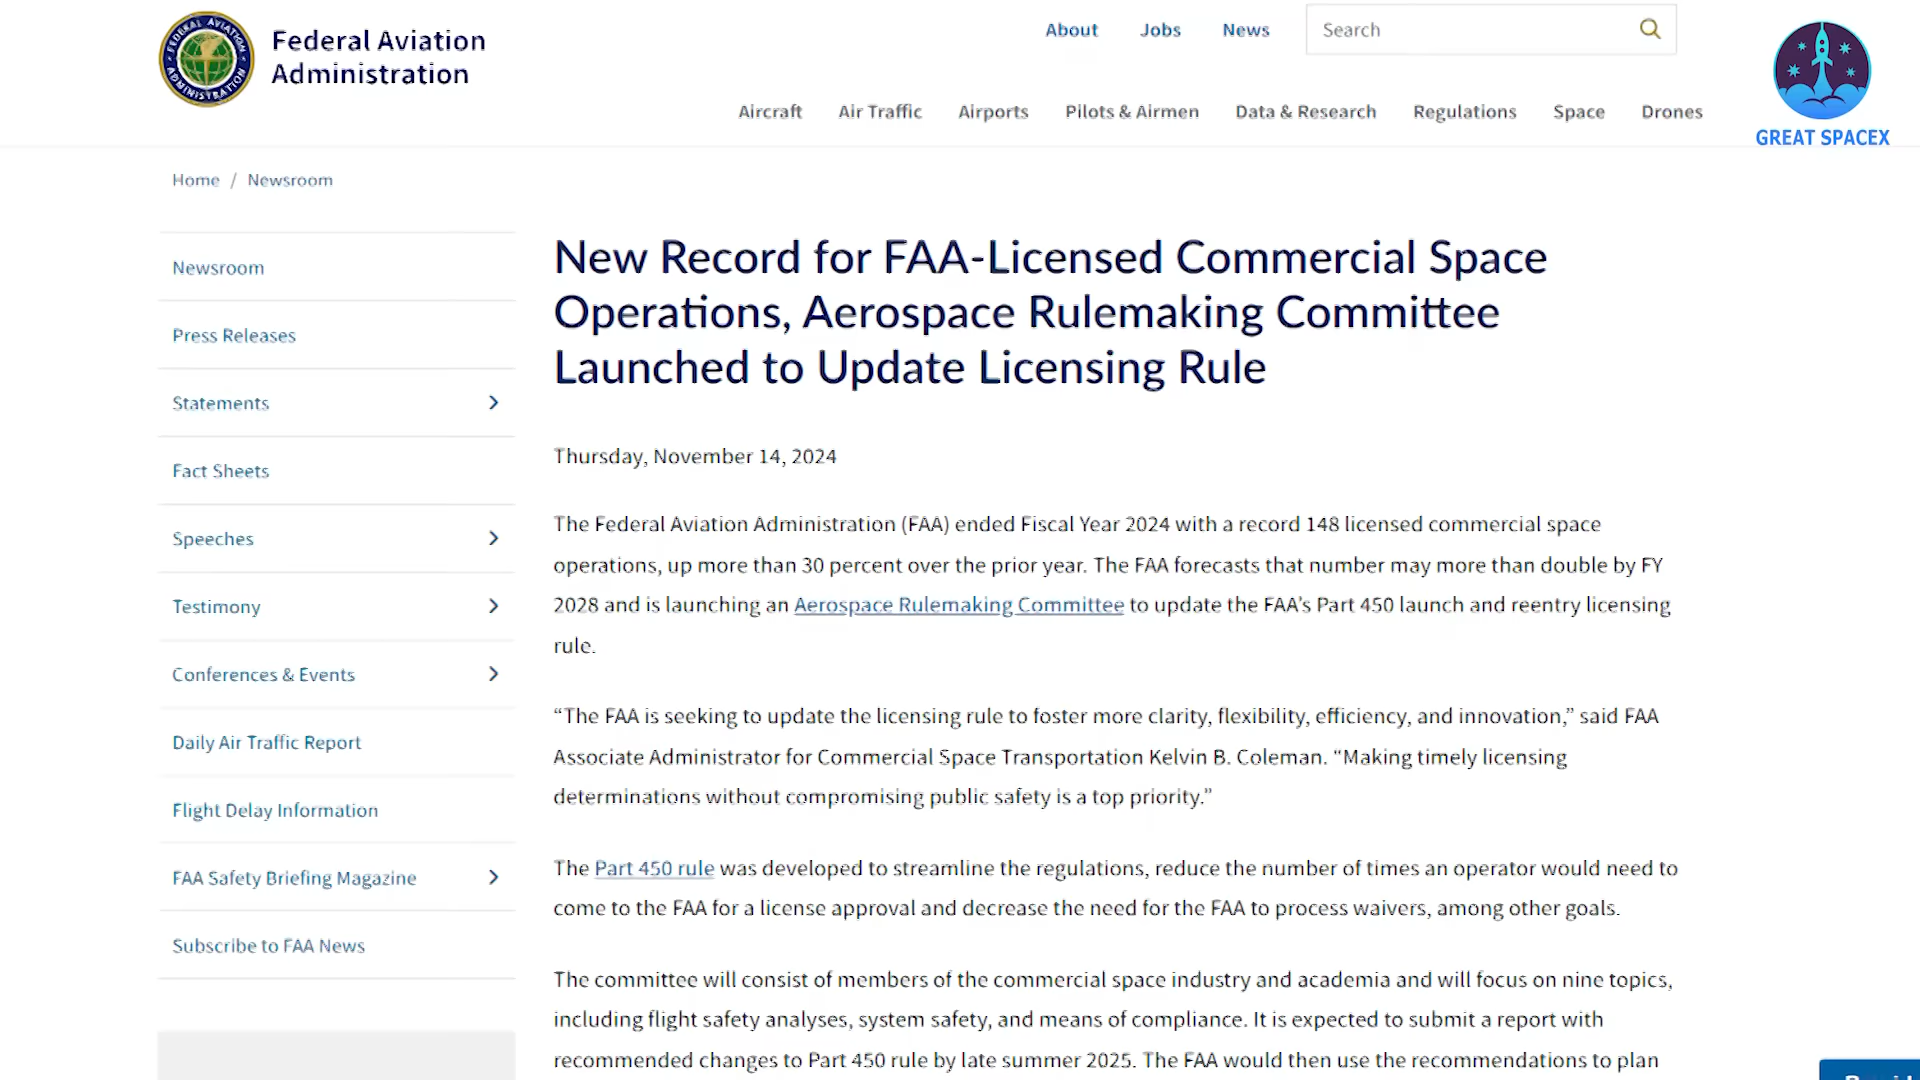 Federal Aviation
Administration
FEDERAL AVIATION
ADMINISTRATION
About
Jobs
News
Search
GREAT SPACEX
Aircraft
Air Traffic
Airports
Pilots & Airmen
Data & Research
Regulations
Space
Drones
Home / Newsroom
Newsroom
Press Releases
Statements
Fact Sheets
Speeches
Testimony
Conferences & Events
Daily Air Traffic Report
Flight Delay Information
FAA Safety Briefing Magazine
Subscribe to FAA News
New Record for FAA-Licensed Commercial Space
Operations, Aerospace Rulemaking Committee
Launched to Update Licensing Rule
Thursday, November 14, 2024
The Federal Aviation Administration (FAA) ended Fiscal Year 2024 with a record 148 licensed commercial space
operations, up more than 30 percent over the prior year. The FAA forecasts that number may more than double by FY
2028 and is launching an Aerospace Rulemaking Committee to update the FAA’s Part 450 launch and reentry licensing
rule.
“The FAA is seeking to update the licensing rule to foster more clarity, flexibility, efficiency, and innovation,” said FAA
Associate Administrator for Commercial Space Transportation Kelvin B. Coleman. “Making timely licensing
determinations without compromising public safety is a top priority.”
The Part 450 rule was developed to streamline the regulations, reduce the number of times an operator would need to
come to the FAA for a license approval and decrease the need for the FAA to process waivers, among other goals.
The committee will consist of members of the commercial space industry and academia and will focus on nine topics,
including flight safety analyses, system safety, and means of compliance. It is expected to submit a report with
recommended changes to Part 450 rule by late summer 2025. The FAA would then use the recommendations to plan